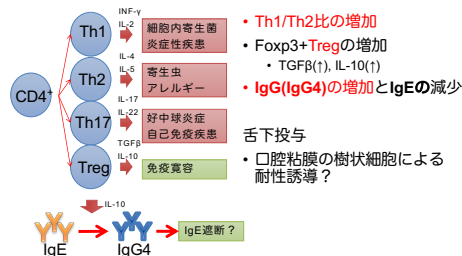 CD4⁺
Th1
INF-γ
IL-2
細胞内寄生菌
炎症性疾患
Th2
IL-4
IL-5
寄生虫
アレルギー
Th17
IL-17
IL-22
好中球炎症
自己免疫疾患
Treg
TGFβ
IL-10
免疫寛容
IL-10
IgE
IgG4
IgE遮断？
• Th1/Th2比の増加
• Foxp3+Tregの増加
• TGFβ(↑), IL-10(↑)
• IgG(IgG4)の増加とIgEの減少
舌下投与
• 口腔粘膜の樹状細胞による
耐性誘導？